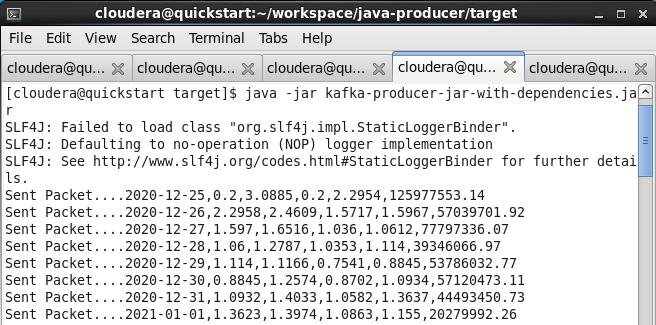 cloudera@quickstart:~/workspace/java-producer/target
File Edit View Search Terminal Tabs Help
cloudera@qu... cloudera@qu... cloudera@qu... cloudera@qu... cloudera@qu...
[cloudera@quickstart target]$ java -jar kafka-producer-jar-with-dependencies.ja
r
SLF4J: Failed to load class "org.slf4j.impl.StaticLoggerBinder".
SLF4J: Defaulting to no-operation (NOP) logger implementation
SLF4J: See http://www.slf4j.org/codes.html#StaticLoggerBinder for further detai
ls.
Sent Packet....2020-12-25,0.2,3.0885,0.2,2.2954,125977553.14
Sent Packet....2020-12-26,2.2958,2.4609,1.5717,1.5967,57039701.92
Sent Packet....2020-12-27,1.597,1.6516,1.036,1.0612,77797336.07
Sent Packet....2020-12-28,1.06,1.2787,1.0353,1.114,39346066.97
Sent Packet....2020-12-29,1.114,1.1166,0.7541,0.8845,53786032.77
Sent Packet....2020-12-30,0.8845,1.2574,0.8702,1.0934,57120473.11
Sent Packet....2020-12-31,1.0932,1.4033,1.0582,1.3637,44493450.73
Sent Packet....2021-01-01,1.3623,1.3974,1.0863,1.155,20279992.26